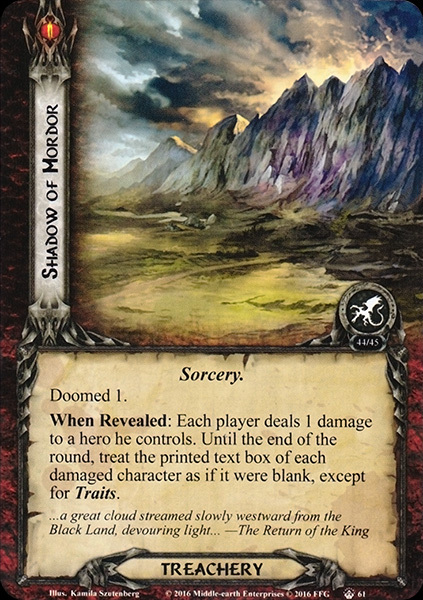 SHADOW OF MORDOR
44/45
Sorcery.
Doomed 1.
When Revealed: Each player deals 1 damage
to a hero he controls. Until the end of the
round, treat the printed text box of each
damaged character as if it were blank, except
for Traits.
...a great cloud streamed slowly westward from the
Black Land, devouring light... —The Return of the King
TREACHERY
Illus. Kamila Szutenberg
© 2016 Middle-earth Enterprises © 2016 FFG
61